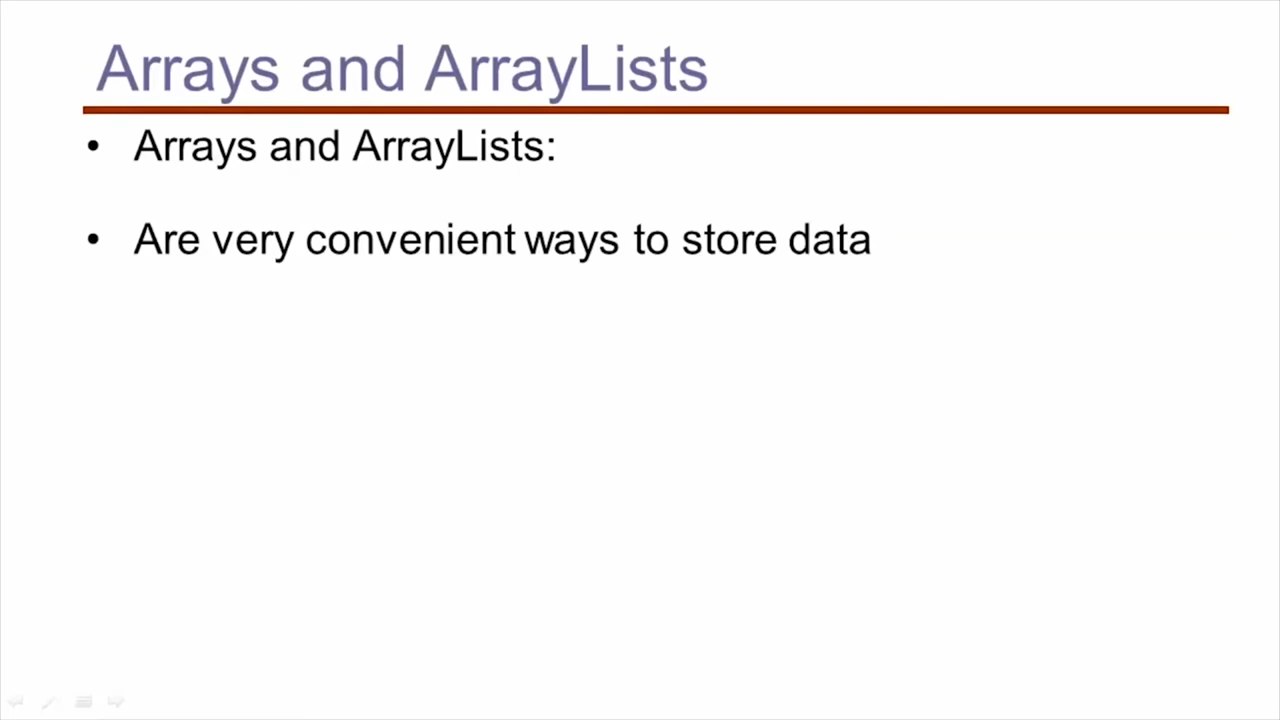 Arrays and ArrayLists
• Arrays and ArrayLists:
• Are very convenient ways to store data